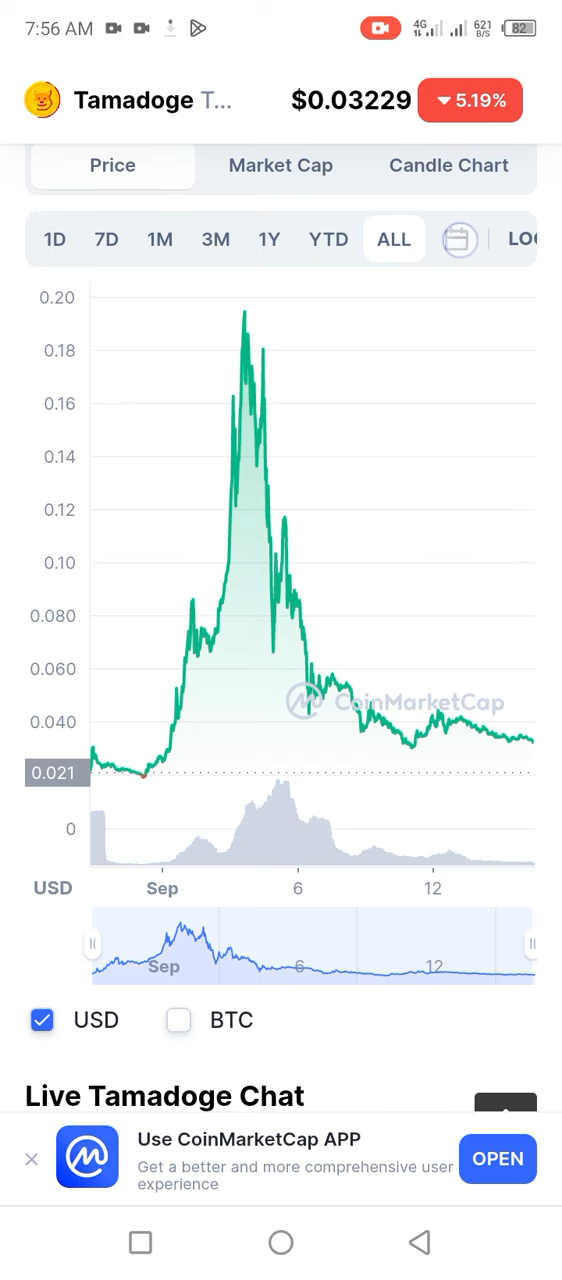 7:56 AM 4G 621 B/S 82
Tamadoge T... $0.03229 5.19%
Price Market Cap Candle Chart
1D 7D 1M 3M 1Y YTD ALL LO
0.20
0.18
0.16
0.14
0.12
0.10
0.080
0.060
CoinMarketCap
0.040
0.021
0
USD Sep 6 12
Sep 6 12
USD BTC
Live Tamadoge Chat
Use CoinMarketCap APP
Get a better and more comprehensive user
experience
OPEN